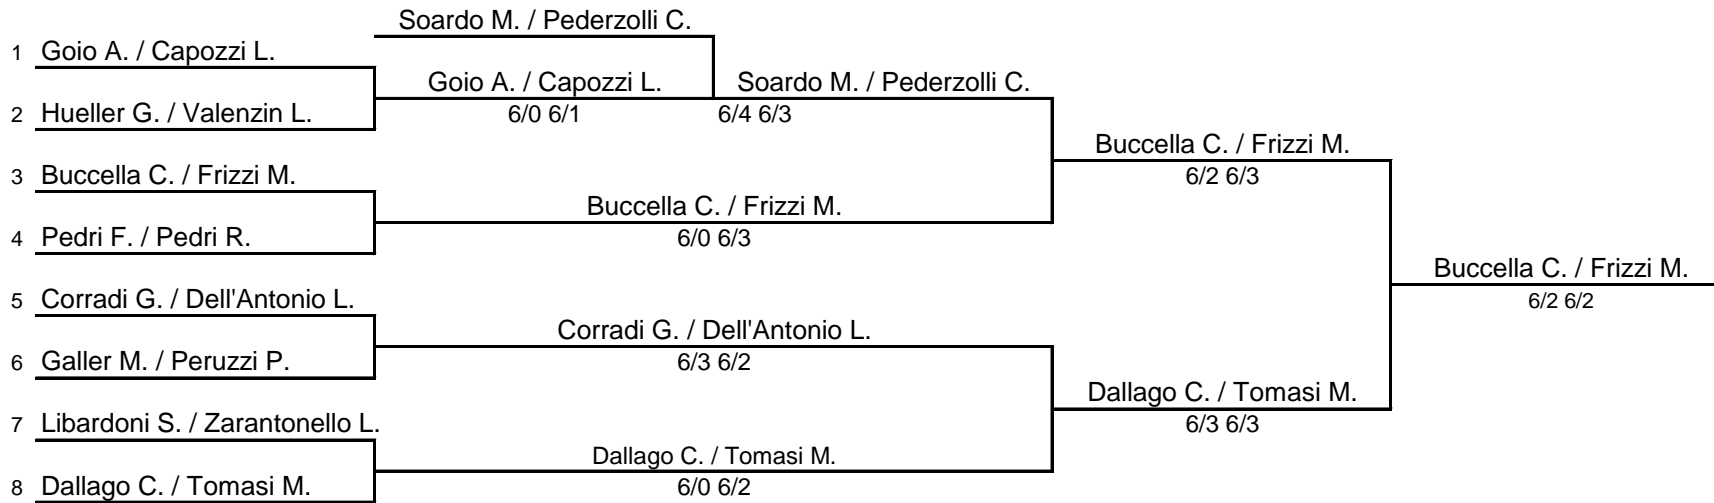 Soardo M. / Pederzolli C.
1 Goio A. / Capozzi L.
Goio A. / Capozzi L. Soardo M. / Pederzolli C.
2 Hueller G. / Valenzin L. 6/0 6/1 6/4 6/3
Buccella C. / Frizzi M.
3 Buccella C. / Frizzi M. 6/2 6/3
Buccella C. / Frizzi M.
4 Pedri F. / Pedri R. 6/0 6/3
Buccella C. / Frizzi M.
5 Corradi G. / Dell'Antonio L. 6/2 6/2
Corradi G. / Dell'Antonio L.
6 Galler M. / Peruzzi P. 6/3 6/2
Dallago C. / Tomasi M.
7 Libardoni S. / Zarantonello L. 6/3 6/3
Dallago C. / Tomasi M.
8 Dallago C. / Tomasi M. 6/0 6/2